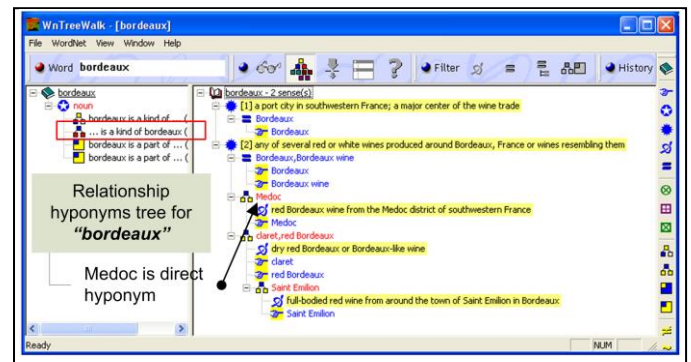 WnTreeWalk - [bordeaux]
File WordNet View Window Help
Word bordeaux
Filter
History
bordeaux
noun
bordeaux is a kind of ... (
... is a kind of bordeaux (
bordeaux is a part of ... (
bordeaux is a part of ... (
Relationship
hyponyms tree for
"bordeaux"
Medoc is direct
hyponym
bordeaux - 2 sense(s)
[1] a port city in southwestern France; a major center of the wine trade
Bordeaux
Bordeaux
[2] any of several red or white wines produced around Bordeaux, France or wines resembling them
Bordeaux,Bordeaux wine
Bordeaux
Bordeaux wine
Medoc
red Bordeaux wine from the Medoc district of southwestern France
Medoc
claret,red Bordeaux
dry red Bordeaux or Bordeaux-like wine
claret
red Bordeaux
Saint Emilion
full-bodied red wine from around the town of Saint Emilion in Bordeaux
Saint Emilion
Ready
NUM